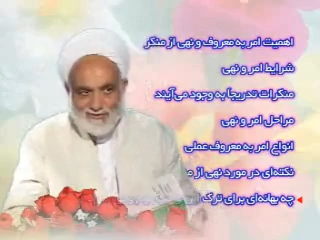 اهمیت امر به معروف و نهی از منکر
شرایط امر و نهی
منکرات تدریجاً به وجود می‌آیند
مراحل امر و نهی
انواع امر به معروف عملی
نکته‌ای در مورد نهی از م
چه بهانه‌ای برای ترک ا